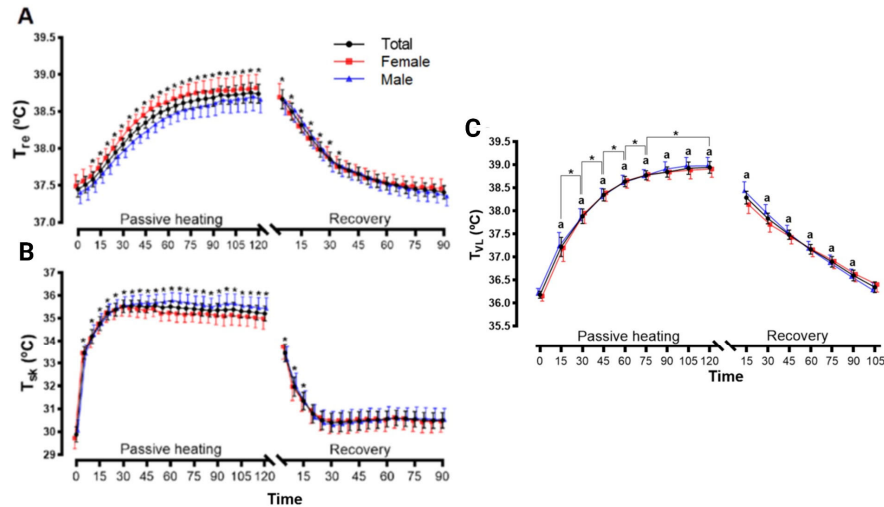 A
Total
Female
Male
39.5
39.0
38.5
38.0
37.5
37.0
Tre (ºC)
Passive heating
Recovery
0 15 30 45 60 75 90 105 120 15 30 45 60 75 90
B
37
36
35
34
33
32
31
30
29
Tsk (ºC)
Passive heating
Recovery
0 15 30 45 60 75 90 105 120 15 30 45 60 75 90
Time
C
39.5
39.0
38.5
38.0
37.5
37.0
36.5
36.0
35.5
TVL (ºC)
* * * * *
a a a a a a a a
a a a a a a
Passive heating
Recovery
0 15 30 45 60 75 90 105 120 15 30 45 60 75 90 105
Time